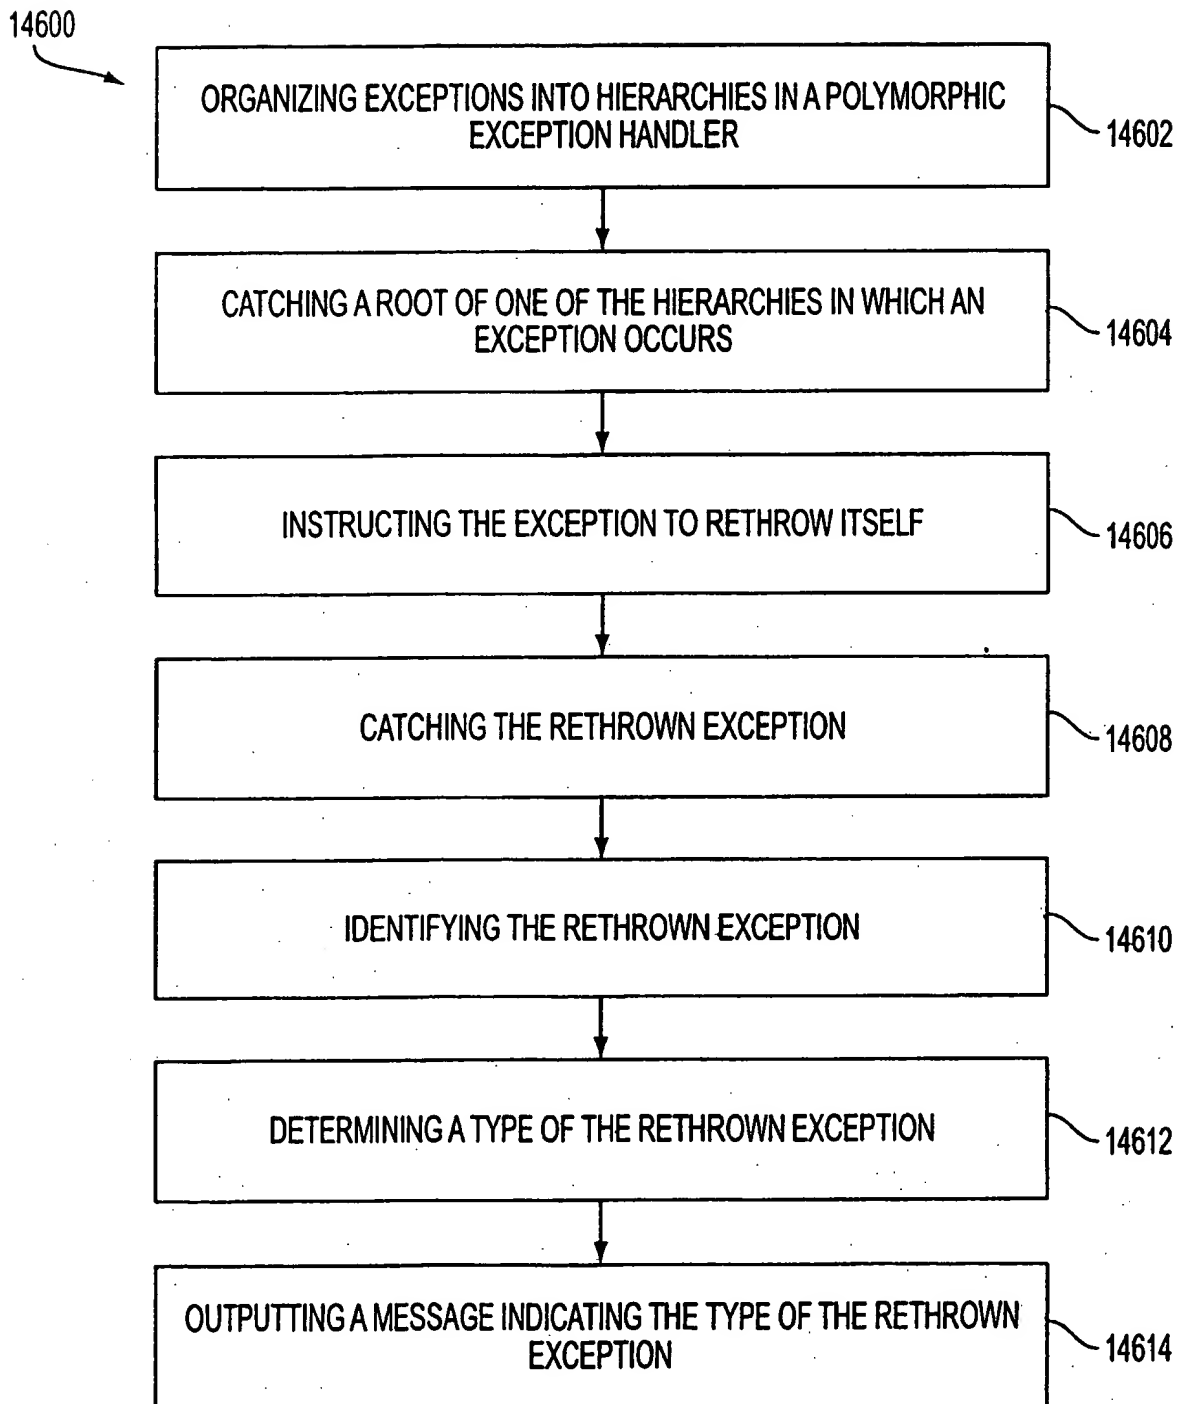 14600
ORGANIZING EXCEPTIONS INTO HIERARCHIES IN A POLYMORPHIC
EXCEPTION HANDLER
14602
CATCHING A ROOT OF ONE OF THE HIERARCHIES IN WHICH AN
EXCEPTION OCCURS
14604
INSTRUCTING THE EXCEPTION TO RETHROW ITSELF
14606
CATCHING THE RETHROWN EXCEPTION
14608
IDENTIFYING THE RETHROWN EXCEPTION
14610
DETERMINING A TYPE OF THE RETHROWN EXCEPTION
14612
OUTPUTTING A MESSAGE INDICATING THE TYPE OF THE RETHROWN
EXCEPTION
14614